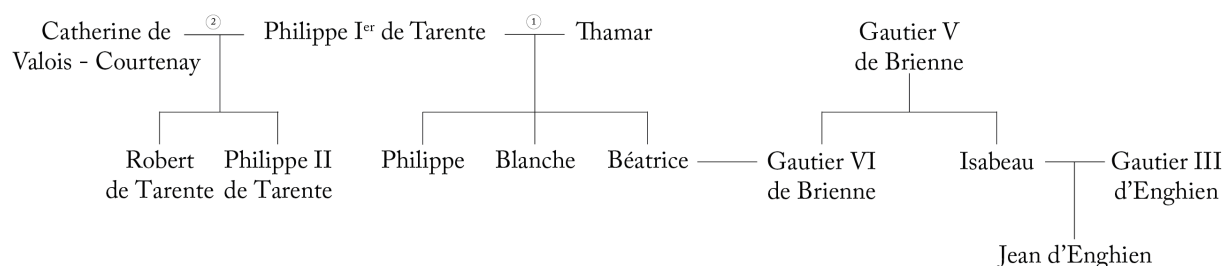 Catherine de
Valois - Courtenay
②
Philippe Iᵉʳ de Tarente
①
Thamar
Gautier V
de Brienne
Robert
de Tarente
Philippe II
de Tarente
Philippe
Blanche
Béatrice
Gautier VI
de Brienne
Isabeau
Gautier III
d'Enghien
Jean d'Enghien